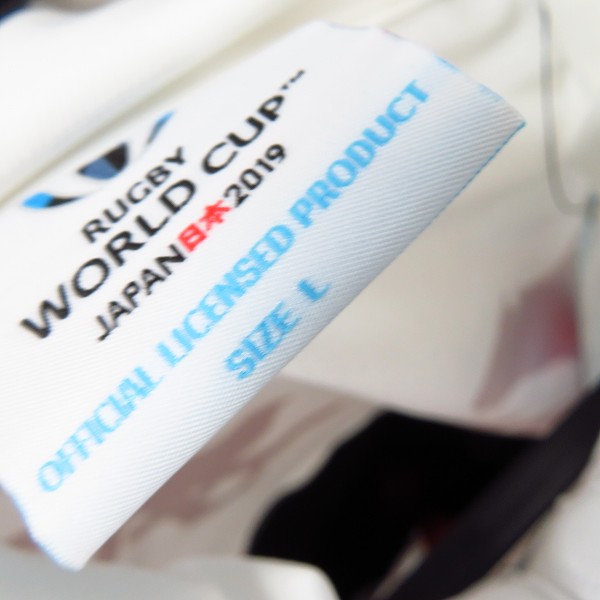 RUGBY
WORLD CUP™
JAPAN日本2019
OFFICIAL LICENSED PRODUCT
SIZE L